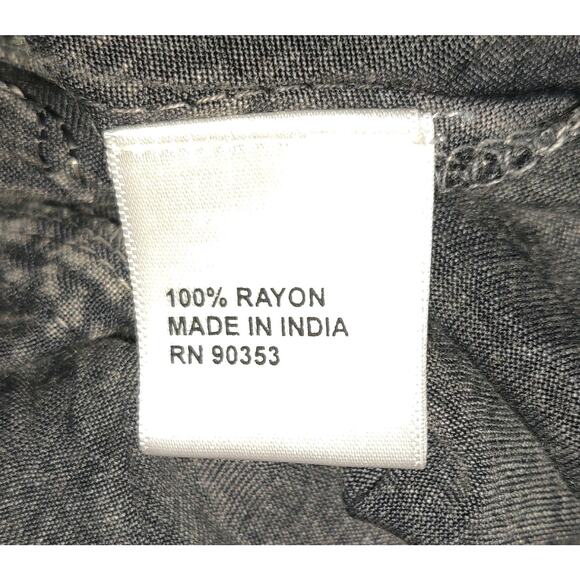 100% RAYON
MADE IN INDIA
RN 90353